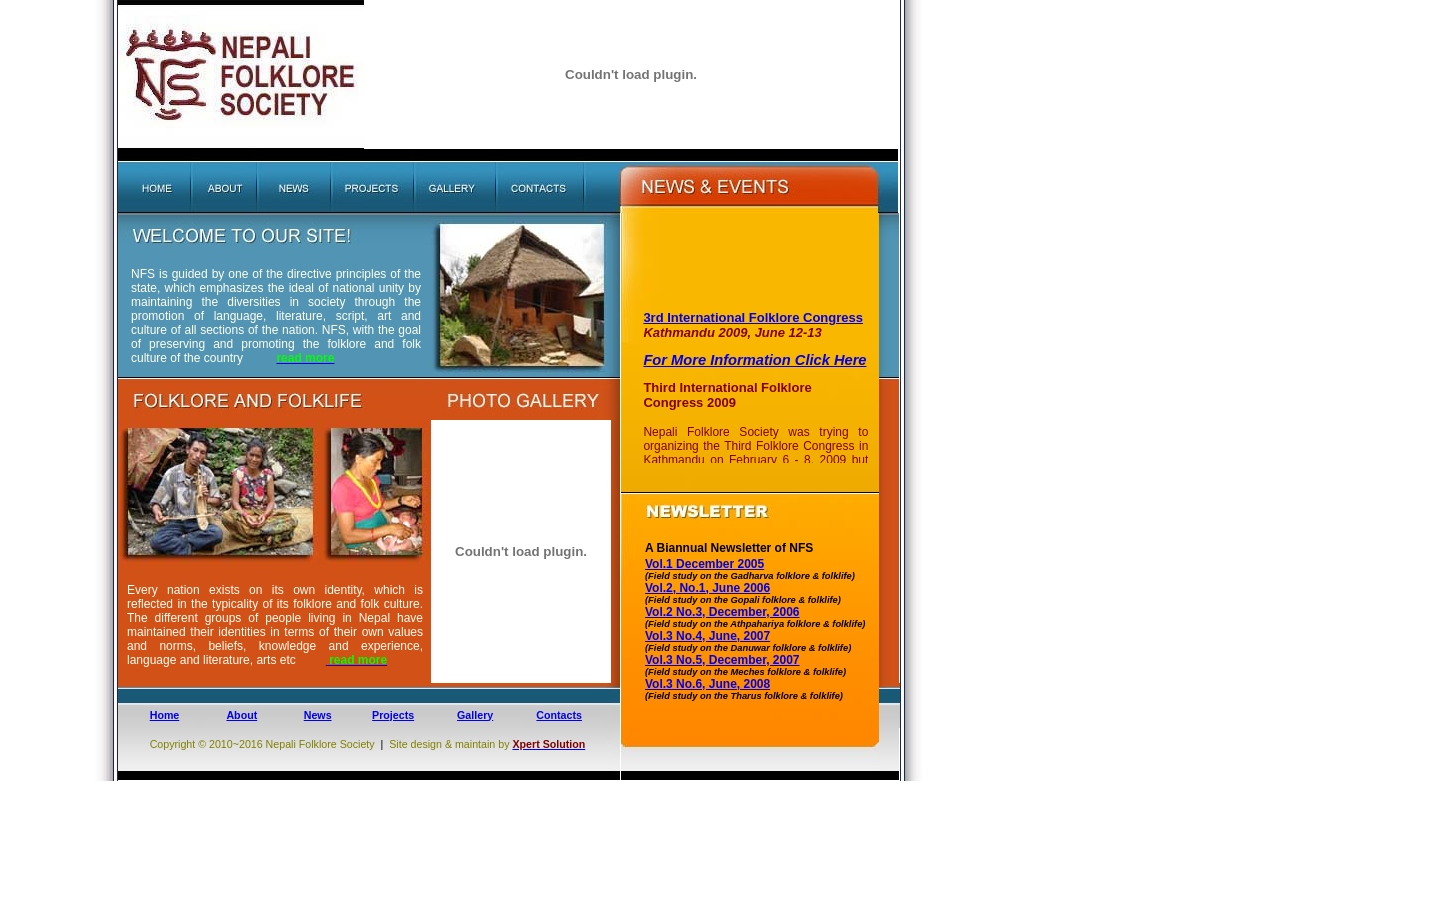 NEPALI
FOLKLORE
SOCIETY
Couldn't load plugin.
HOME ABOUT NEWS PROJECTS GALLERY CONTACTS
WELCOME TO OUR SITE!
NFS is guided by one of the directive principles of the
state, which emphasizes the ideal of national unity by
maintaining the diversities in society through the
promotion of language, literature, script, art and
culture of all sections of the nation. NFS, with the goal
of preserving and promoting the folklore and folk
culture of the country read more
FOLKLORE AND FOLKLIFE
Every nation exists on its own identity, which is
reflected in the typicality of its folklore and folk culture.
The different groups of people living in Nepal have
maintained their identities in terms of their own values
and norms, beliefs, knowledge and experience,
language and literature, arts etc read more
PHOTO GALLERY
Couldn't load plugin.
NEWS & EVENTS
3rd International Folklore Congress
Kathmandu 2009, June 12-13
For More Information Click Here
Third International Folklore
Congress 2009
Nepali Folklore Society was trying to
organizing the Third Folklore Congress in
Kathmandu on February 6 - 8, 2009 but
NEWSLETTER
A Biannual Newsletter of NFS
Vol.1 December 2005
(Field study on the Gadharva folklore & folklife)
Vol.2, No.1, June 2006
(Field study on the Gopali folklore & folklife)
Vol.2 No.3, December, 2006
(Field study on the Athpahariya folklore & folklife)
Vol.3 No.4, June, 2007
(Field study on the Danuwar folklore & folklife)
Vol.3 No.5, December, 2007
(Field study on the Meches folklore & folklife)
Vol.3 No.6, June, 2008
(Field study on the Tharus folklore & folklife)
Home About News Projects Gallery Contacts
Copyright © 2010~2016 Nepali Folklore Society | Site design & maintain by Xpert Solution